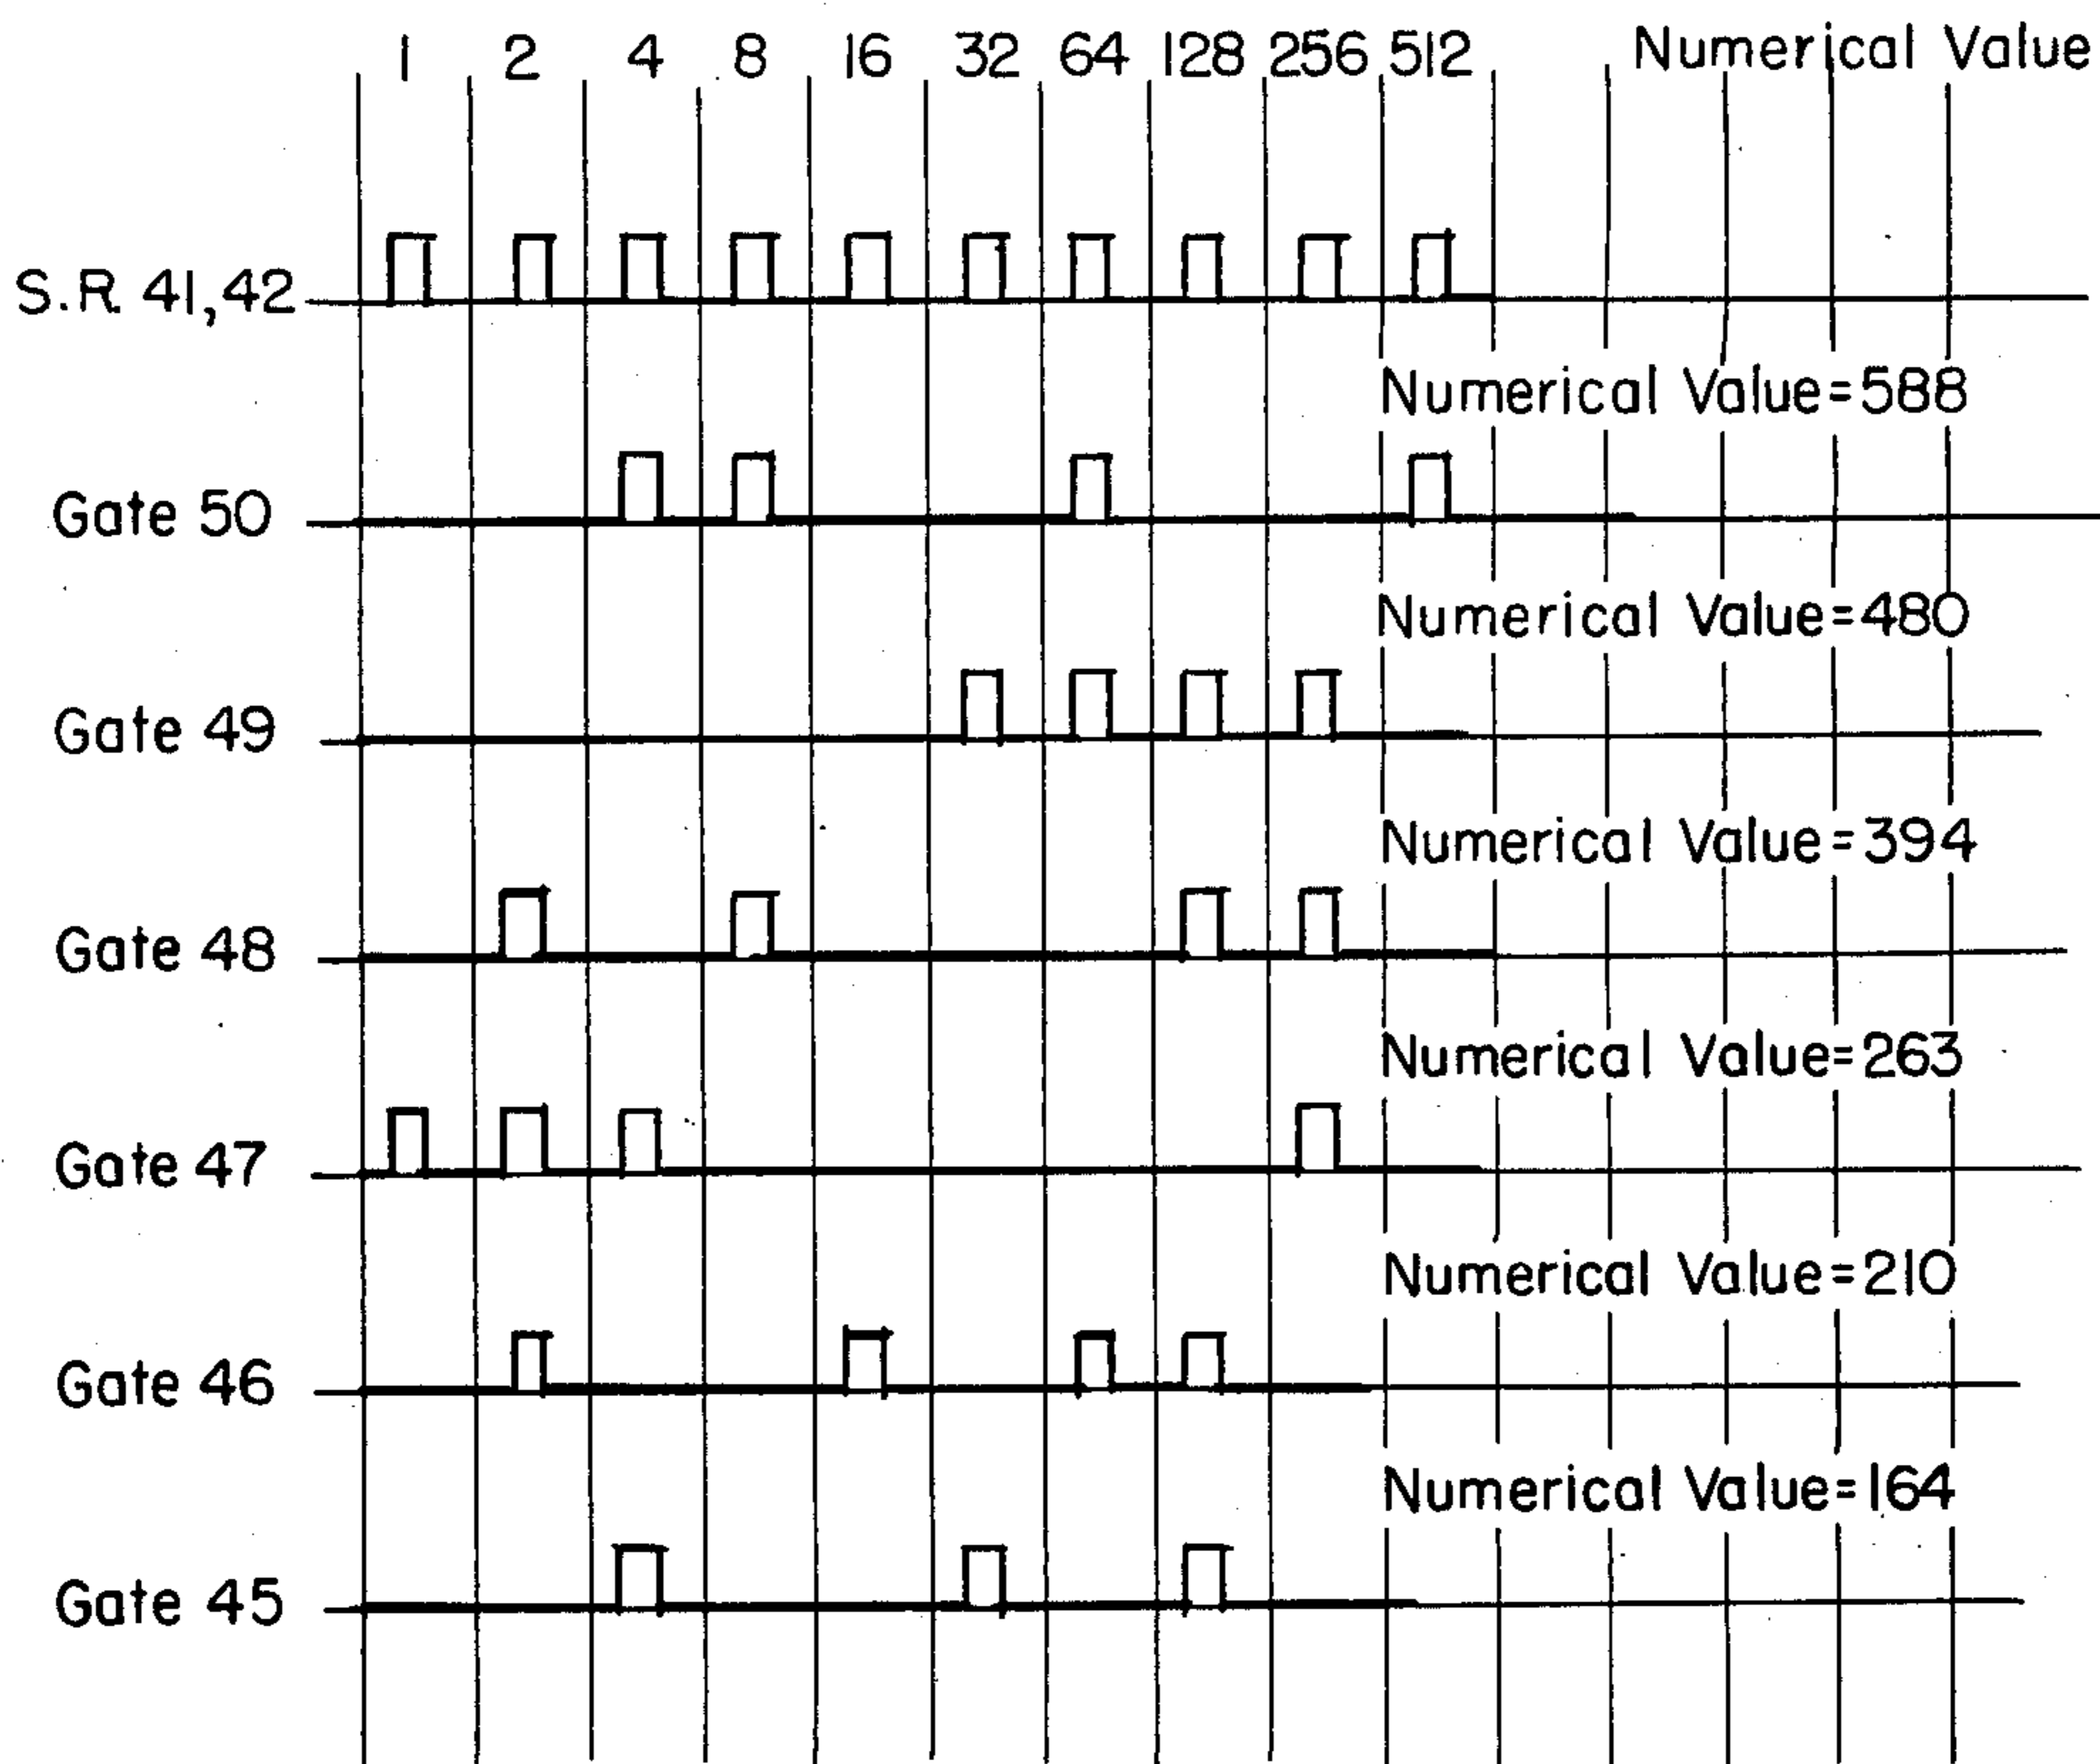 1 2 4 8 16 32 64 128 256 512 Numerical Value
S.R. 41,42
Numerical Value=588
Gate 50
Numerical Value=480
Gate 49
Numerical Value=394
Gate 48
Numerical Value=263
Gate 47
Numerical Value=210
Gate 46
Numerical Value=164
Gate 45